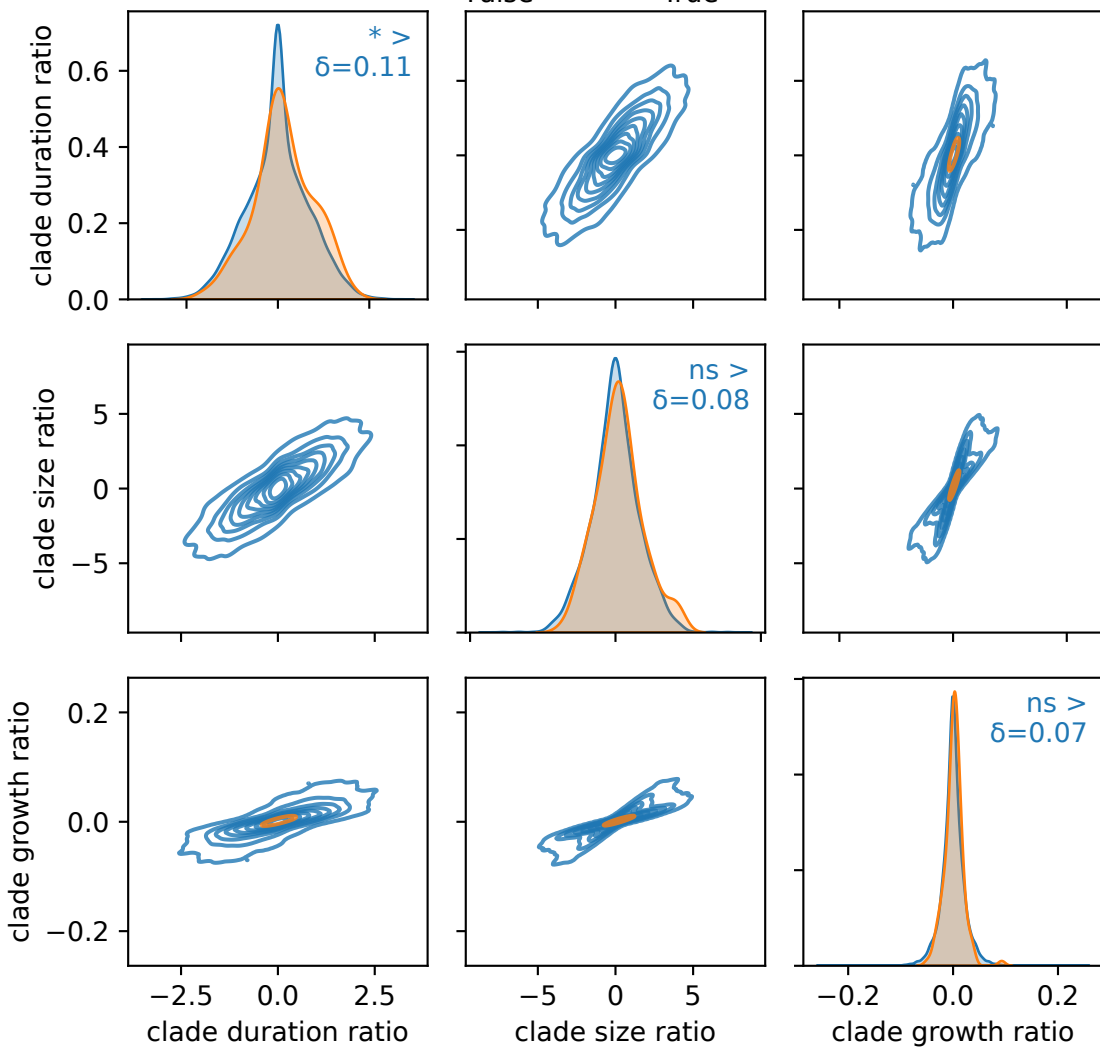 clade duration ratio
0.6
0.4
0.2
0.0
* >
δ=0.11
clade size ratio
5
0
−5
ns >
δ=0.08
clade growth ratio
0.2
0.0
−0.2
ns >
δ=0.07
−2.5 0.0 2.5
−5 0 5
−0.2 0.0 0.2
clade duration ratio
clade size ratio
clade growth ratio